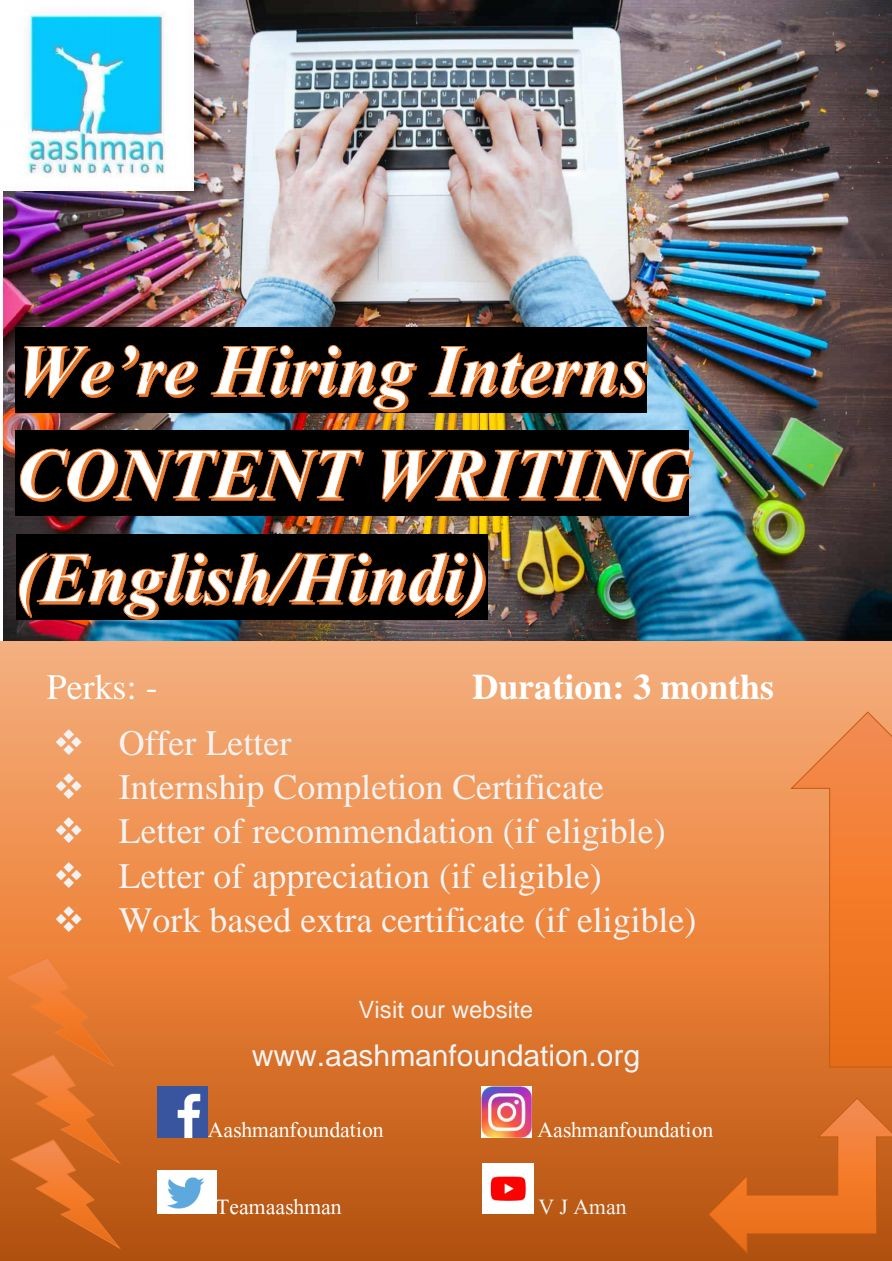 aashman
FOUNDATION
We’re Hiring Interns
CONTENT WRITING
(English/Hindi)
Perks: -
Duration: 3 months
❖ Offer Letter
❖ Internship Completion Certificate
❖ Letter of recommendation (if eligible)
❖ Letter of appreciation (if eligible)
❖ Work based extra certificate (if eligible)
Visit our website
www.aashmanfoundation.org
Aashmanfoundation
Aashmanfoundation
Teamaashman
V J Aman